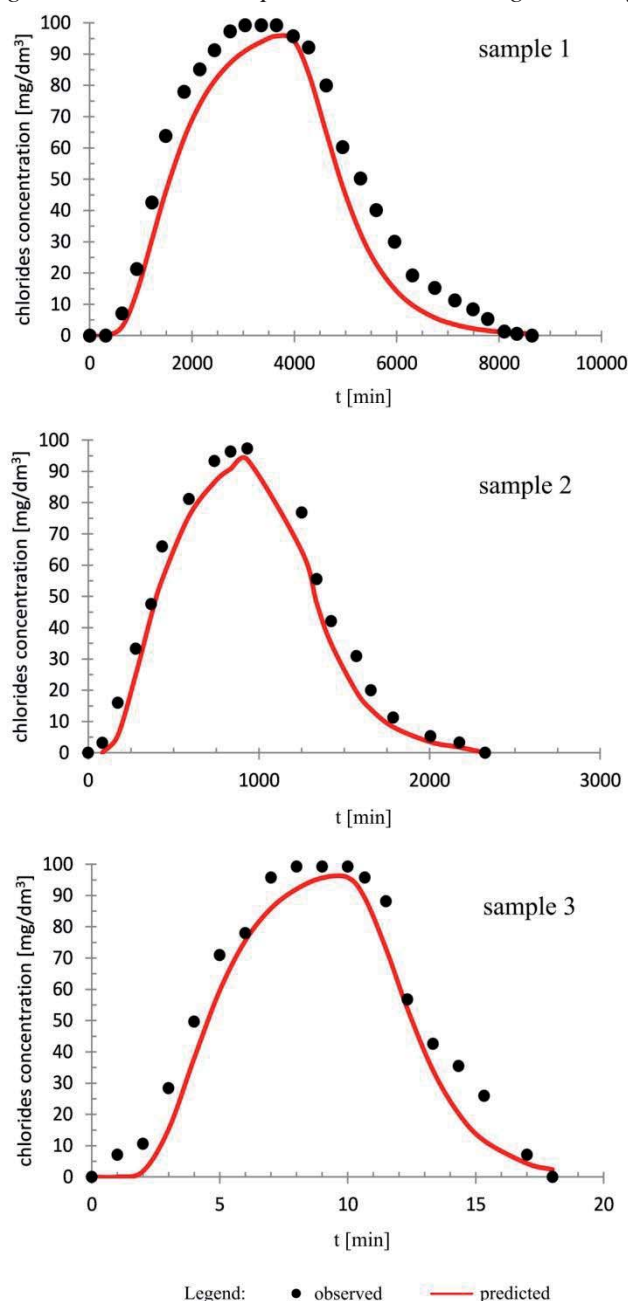 100
90
80
70
60
50
40
30
20
10
0
chlorides concentration [mg/dm³]
sample 1
0 2000 4000 6000 8000 10000
t [min]
100
90
80
70
60
50
40
30
20
10
0
chlorides concentration [mg/dm³]
sample 2
0 1000 2000 3000
t [min]
100
90
80
70
60
50
40
30
20
10
0
chlorides concentration [mg/dm³]
sample 3
0 5 10 15 20
t [min]
Legend: observed predicted